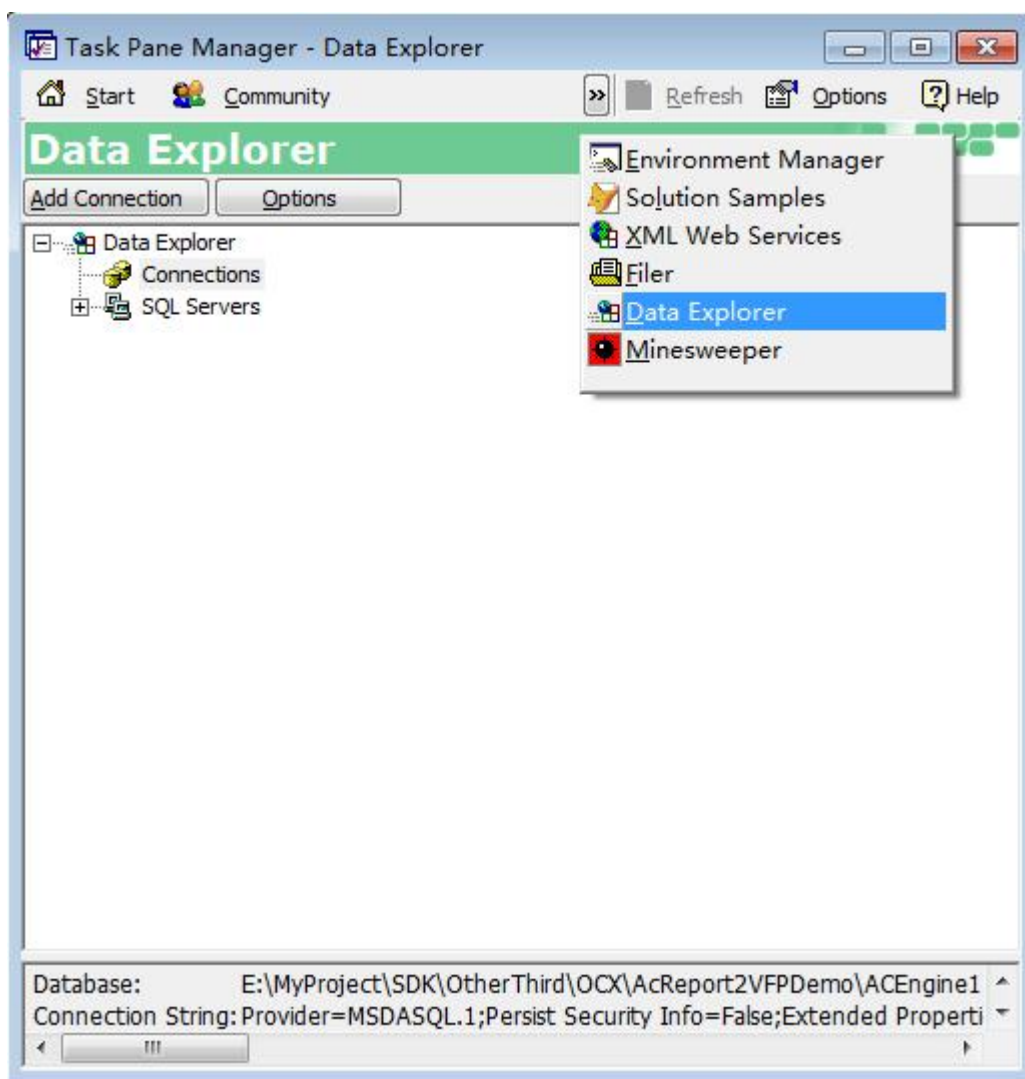 Task Pane Manager - Data Explorer
Start Community Refresh Options Help
Data Explorer
Add Connection Options
Data Explorer
Connections
SQL Servers
Environment Manager
Solution Samples
XML Web Services
Filer
Data Explorer
Minesweeper
Database: E:\MyProject\SDK\OtherThird\OCX\AcReport2VFPDemo\ACEngine1
Connection String: Provider=MSDASQL.1;Persist Security Info=False;Extended Properti